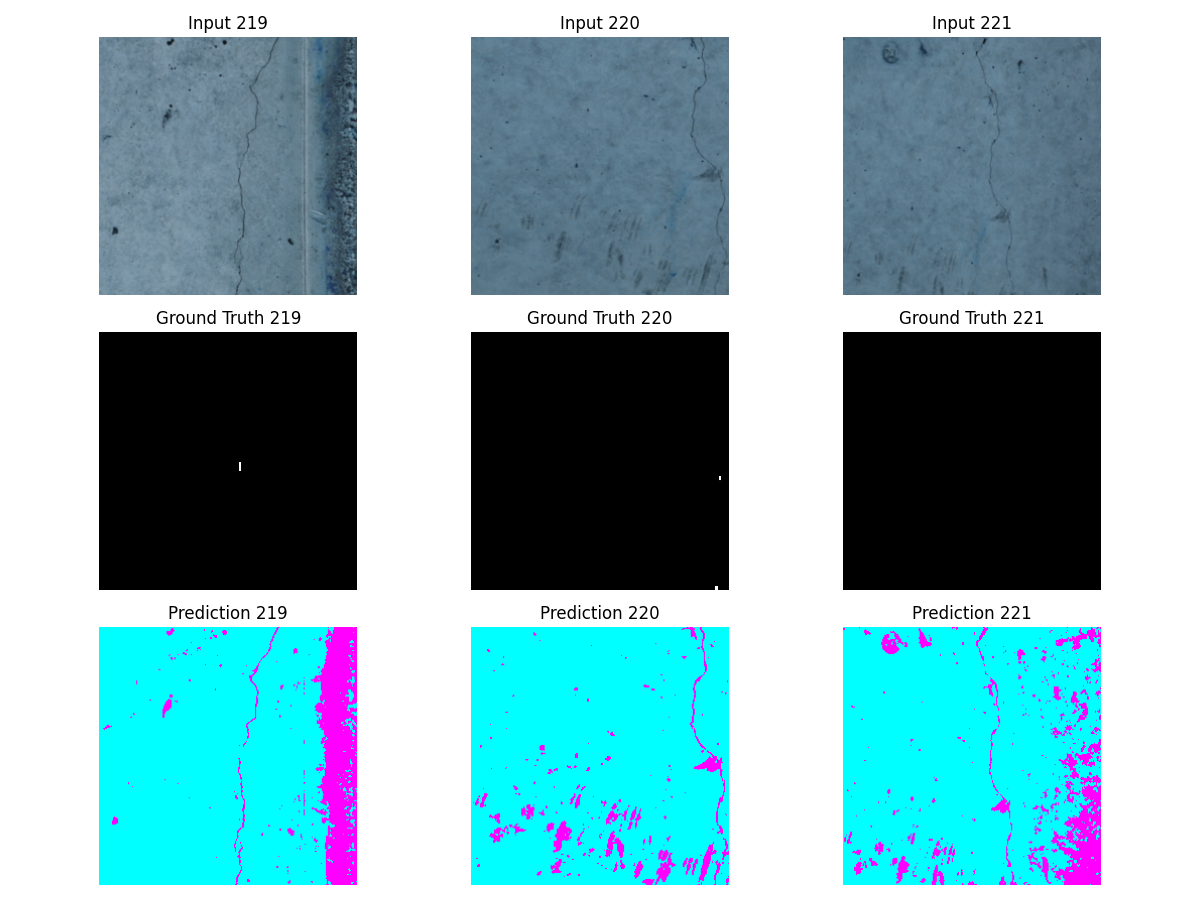 Input 219
Input 220
Input 221
Ground Truth 219
Ground Truth 220
Ground Truth 221
Prediction 219
Prediction 220
Prediction 221